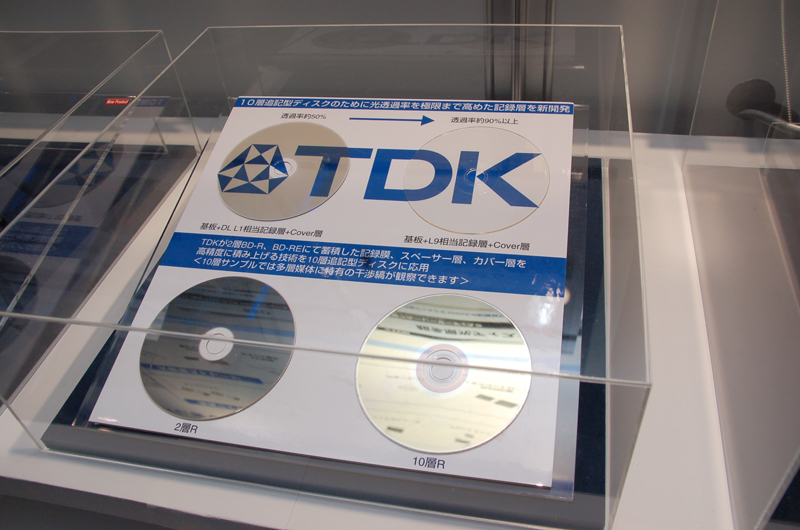 10層追記型ディスクのために光透過率を極限まで高めた記録層を新開発
透過率約50%
透過率約90%以上
TDK
基板+DL L1相当記録層+Cover層
基板+L9相当記録層+Cover層
TDKが2層BD-R、BD-REにて蓄積した記録膜、スペーサー層、カバー層を
高精度に積み上げる技術を10層追記型ディスクに応用
<10層サンプルでは多層媒体に特有の干渉縞が観察できます>
2層R
10層R